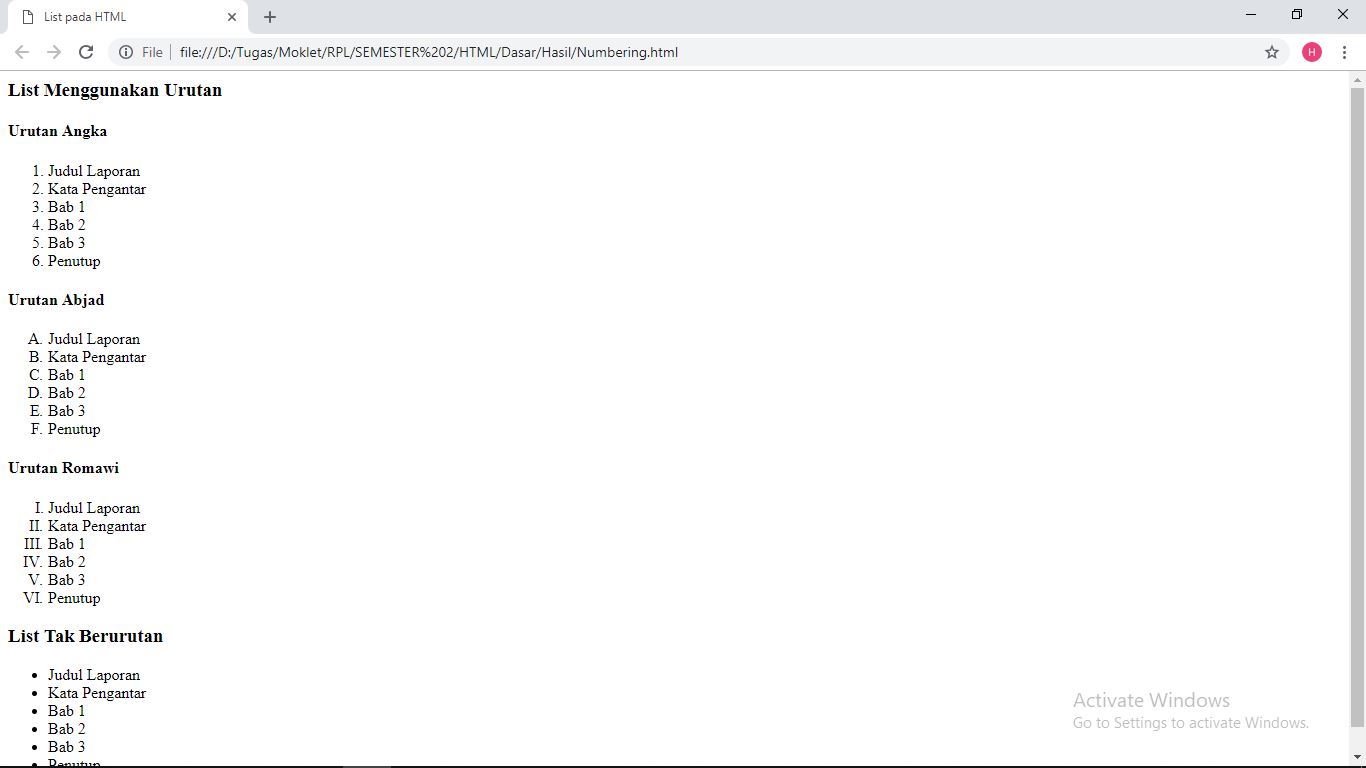 List pada HTML
File
file:///D:/Tugas/Moklet/RPL/SEMESTER%202/HTML/Dasar/Hasil/Numbering.html
H
List Menggunakan Urutan
Urutan Angka
1. Judul Laporan
2. Kata Pengantar
3. Bab 1
4. Bab 2
5. Bab 3
6. Penutup
Urutan Abjad
A. Judul Laporan
B. Kata Pengantar
C. Bab 1
D. Bab 2
E. Bab 3
F. Penutup
Urutan Romawi
I. Judul Laporan
II. Kata Pengantar
III. Bab 1
IV. Bab 2
V. Bab 3
VI. Penutup
List Tak Berurutan
• Judul Laporan
• Kata Pengantar
• Bab 1
• Bab 2
• Bab 3
• Penutup
Activate Windows
Go to Settings to activate Windows.